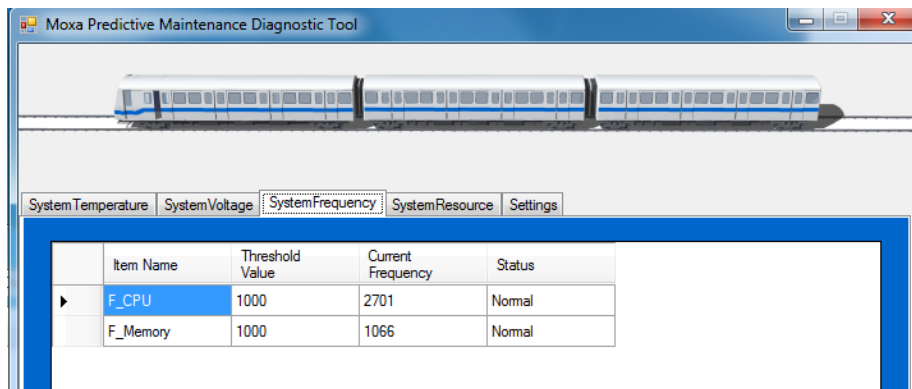 Moxa Predictive Maintenance Diagnostic Tool
SystemTemperature SystemVoltage SystemFrequency SystemResource Settings
Item Name Threshold Value Current Frequency Status
F_CPU 1000 2701 Normal
F_Memory 1000 1066 Normal